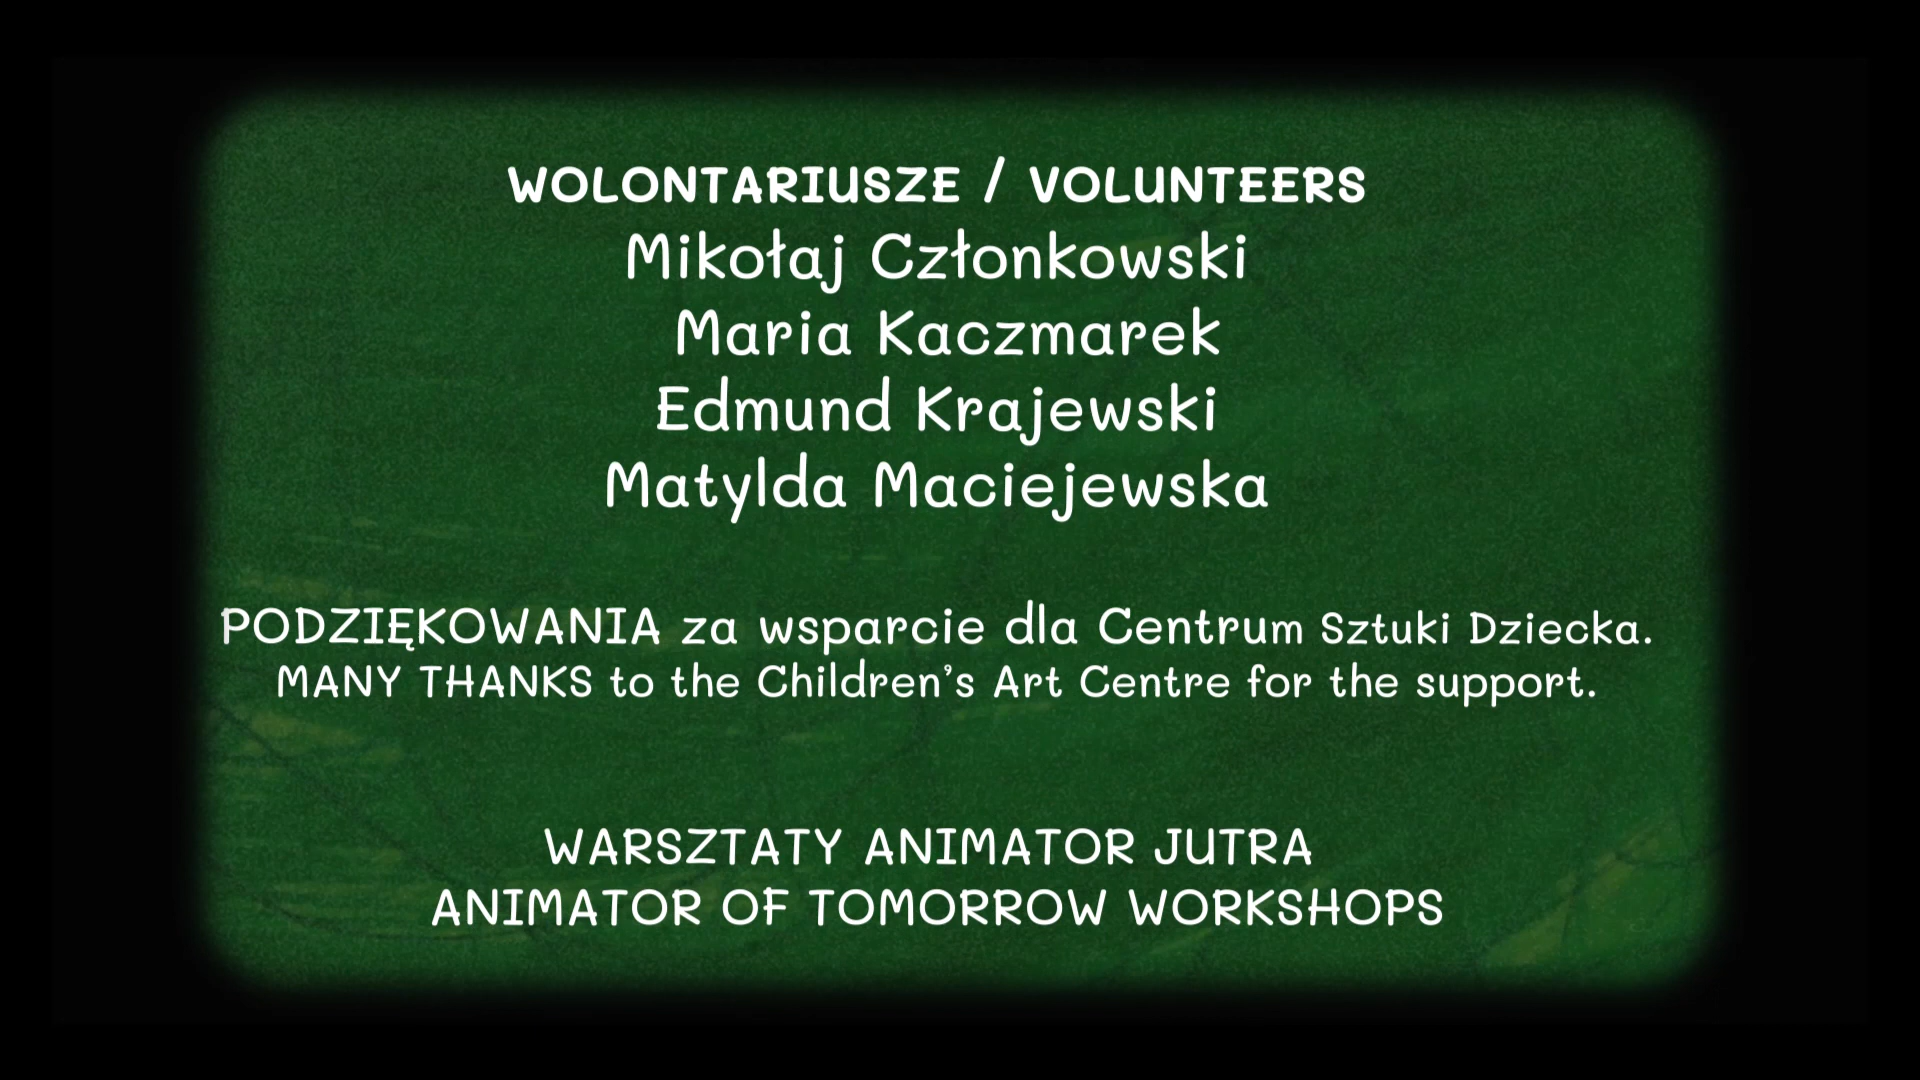 WOLONTARIUSZE / VOLUNTEERS
Mikołaj Członkowski
Maria Kaczmarek
Edmund Krajewski
Matylda Maciejewska
PODZIĘKOWANIA za wsparcie dla Centrum Sztuki Dziecka.
MANY THANKS to the Children’s Art Centre for the support.
WARSZTATY ANIMATOR JUTRA
ANIMATOR OF TOMORROW WORKSHOPS